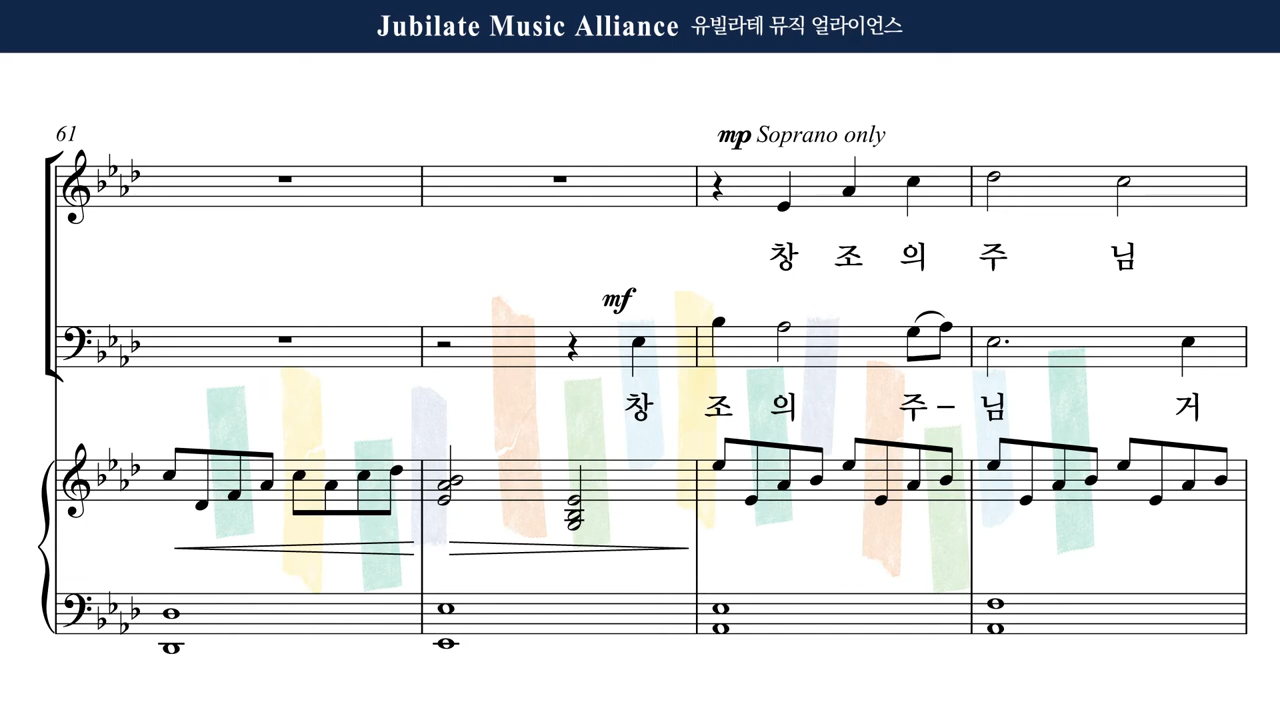 Jubilate Music Alliance 유빌라테 뮤직 얼라이언스
61
mp Soprano only
창 조 의 주 님
mf
창 조 의 주 – 님 거